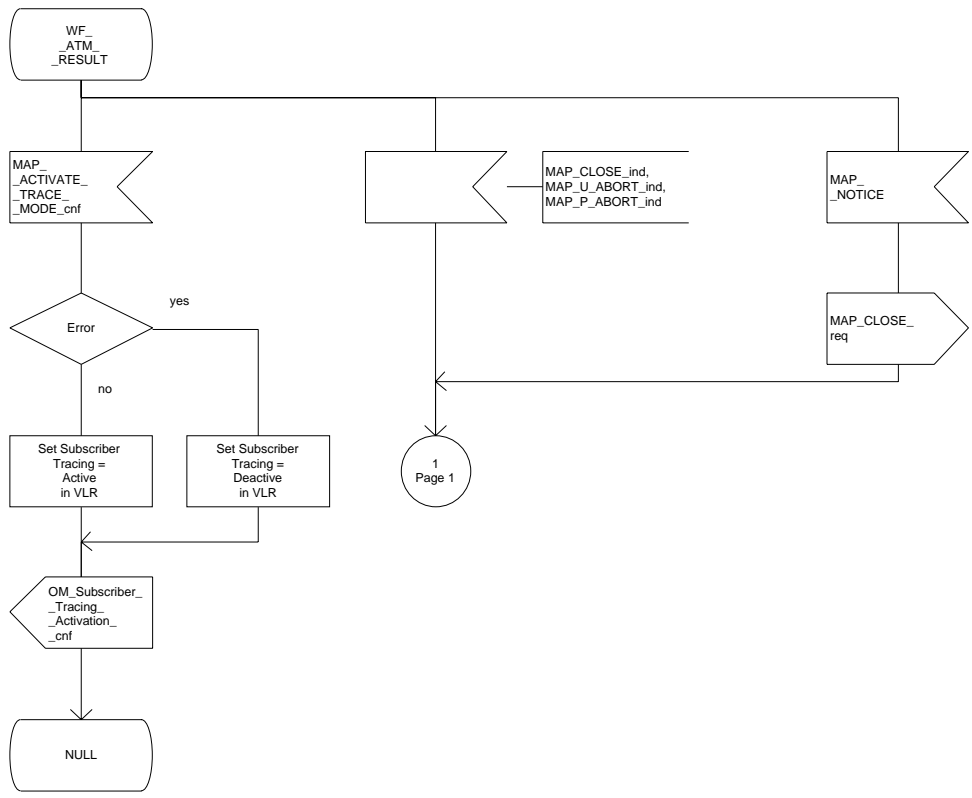 WF_
_ATM_
_RESULT
MAP_
_ACTIVATE_
_TRACE_
_MODE_cnf
MAP_CLOSE_ind,
MAP_U_ABORT_ind,
MAP_P_ABORT_ind
MAP_
_NOTICE
yes
Error
no
MAP_CLOSE_
req
Set Subscriber
Tracing =
Active
in VLR
Set Subscriber
Tracing =
Deactive
in VLR
1
Page 1
OM_Subscriber_
_Tracing_
_Activation_
_cnf
NULL